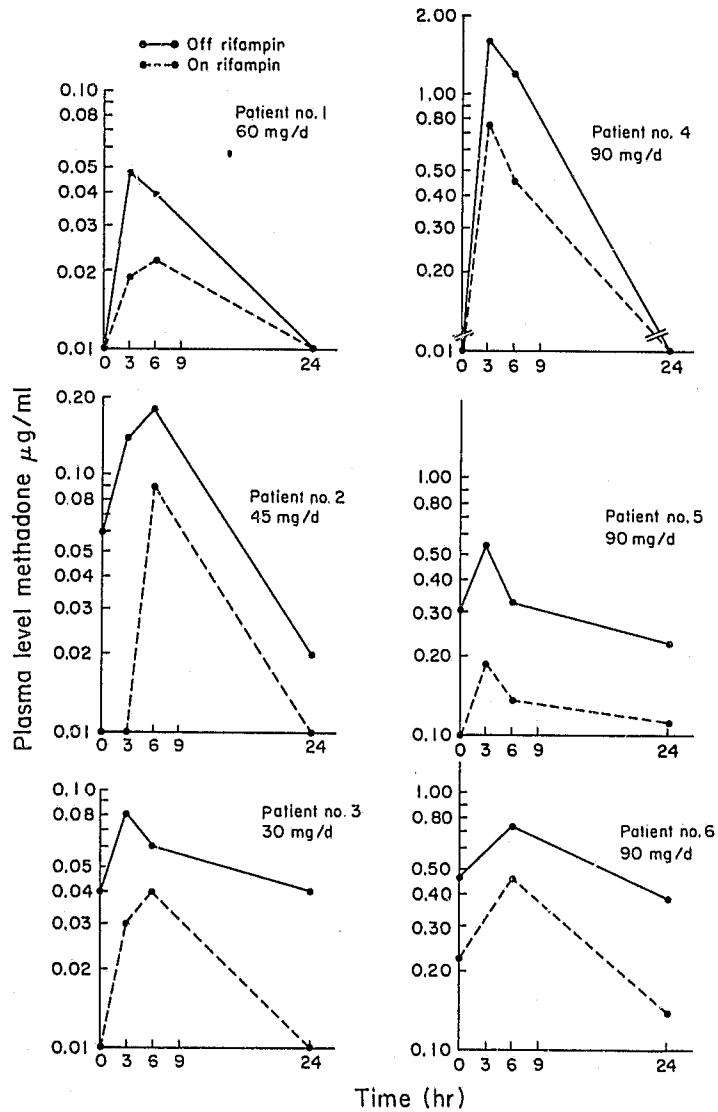 Off rifampin
On rifampin
Plasma level methadone μg/ml
Patient no. 1
60 mg/d
0.10
0.08
0.05
0.04
0.03
0.02
0.01
0 3 6 9 24
Patient no. 4
90 mg/d
2.00
1.00
0.80
0.50
0.40
0.30
0.20
0.01
0 3 6 9 24
Patient no. 2
45 mg/d
0.20
0.10
0.08
0.05
0.04
0.03
0.02
0.01
0 3 6 9 24
Patient no. 5
90 mg/d
1.00
0.80
0.50
0.40
0.30
0.20
0.10
0 3 6 9 24
Patient no. 3
30 mg/d
0.10
0.08
0.05
0.04
0.03
0.02
0.01
0 3 6 9 24
Patient no. 6
90 mg/d
1.00
0.80
0.50
0.40
0.30
0.20
0.10
0 3 6 9 24
Time (hr)